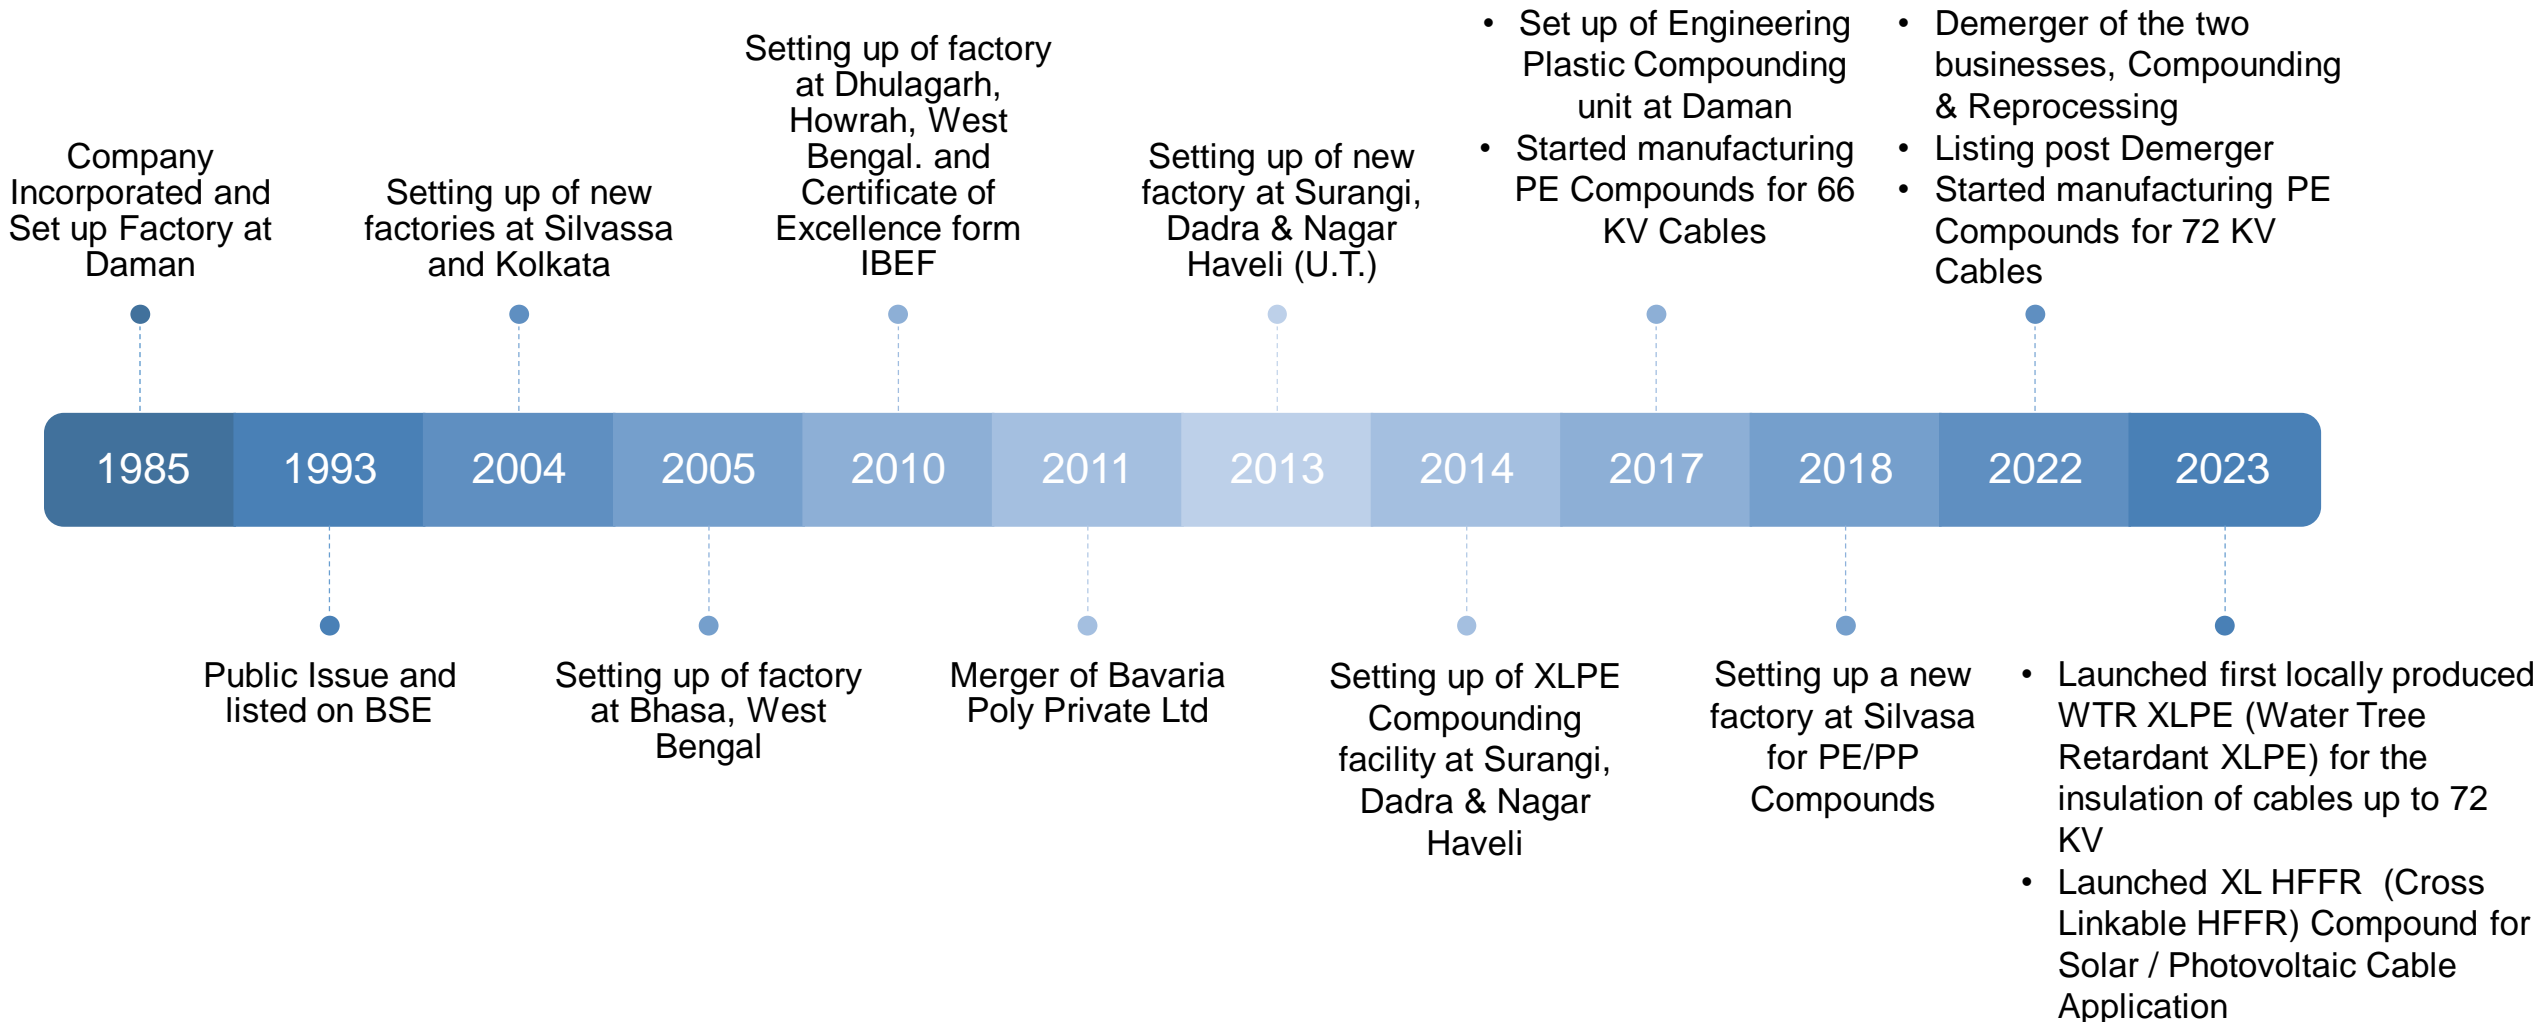 Company
Incorporated and
Set up Factory at
Daman
Setting up of new
factories at Silvassa
and Kolkata
Setting up of factory
at Dhulagarh,
Howrah, West
Bengal. and
Certificate of
Excellence form
IBEF
Setting up of new
factory at Surangi,
Dadra & Nagar
Haveli (U.T.)
• Set up of Engineering
Plastic Compounding
unit at Daman
• Started manufacturing
PE Compounds for 66
KV Cables
• Demerger of the two
businesses, Compounding
& Reprocessing
• Listing post Demerger
• Started manufacturing PE
Compounds for 72 KV
Cables
1985 1993 2004 2005 2010 2011 2013 2014 2017 2018 2022 2023
Public Issue and
listed on BSE
Setting up of factory
at Bhasa, West
Bengal
Merger of Bavaria
Poly Private Ltd
Setting up of XLPE
Compounding
facility at Surangi,
Dadra & Nagar
Haveli
Setting up a new
factory at Silvasa
for PE/PP
Compounds
• Launched first locally produced
WTR XLPE (Water Tree
Retardant XLPE) for the
insulation of cables up to 72
KV
• Launched XL HFFR (Cross
Linkable HFFR) Compound for
Solar / Photovoltaic Cable
Application